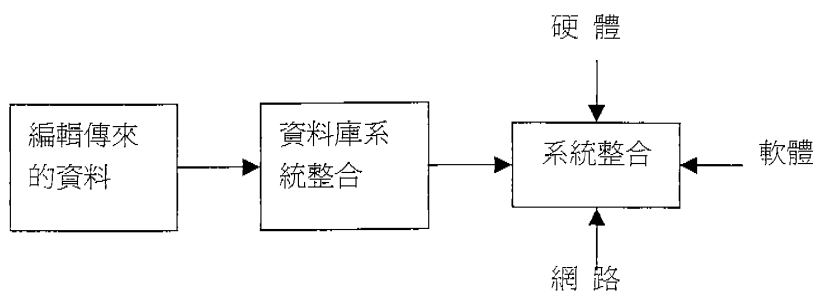 硬 體
編輯傳來
的資料
資料庫系
統整合
系統整合
軟體
網 路